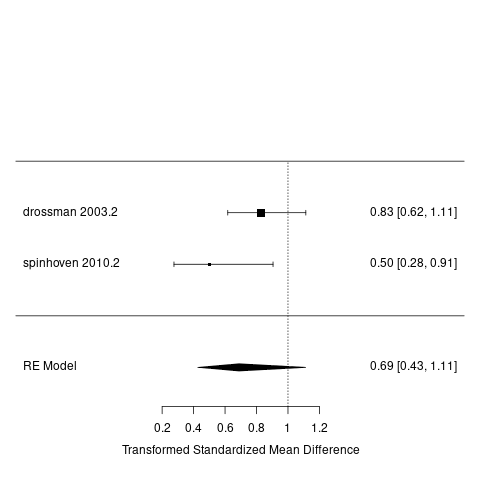 drossman 2003.2 0.83 [0.62, 1.11]
spinhoven 2010.2 0.50 [0.28, 0.91]
RE Model 0.69 [0.43, 1.11]
0.2 0.4 0.6 0.8 1 1.2
Transformed Standardized Mean Difference